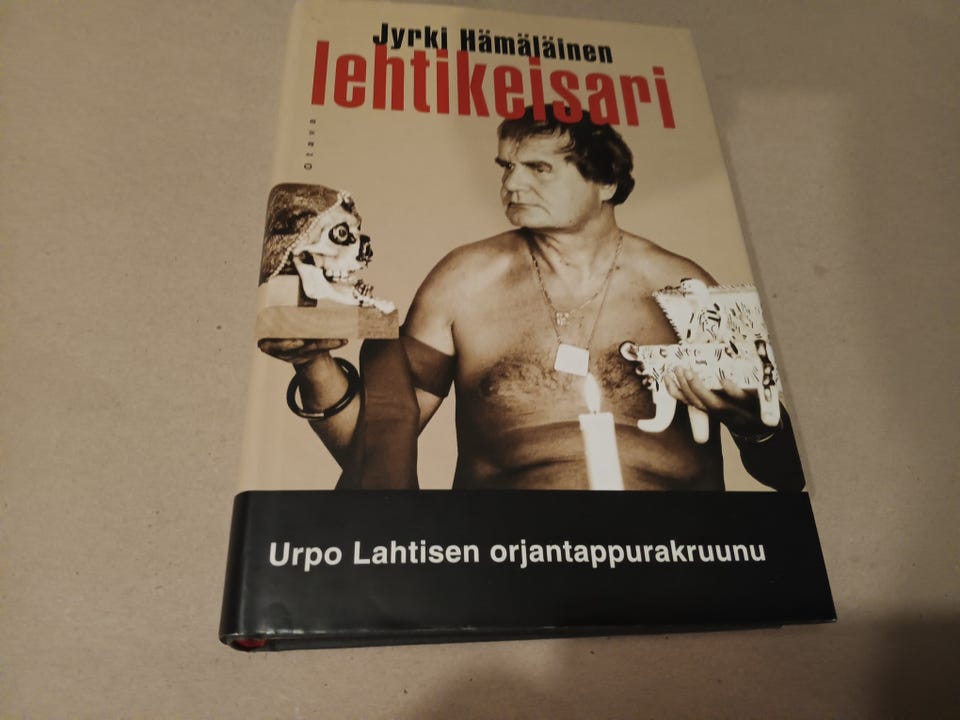 Jyrki Hämäläinen
lehtikeisari
Otava
Urpo Lahtisen orjantappurakruunu